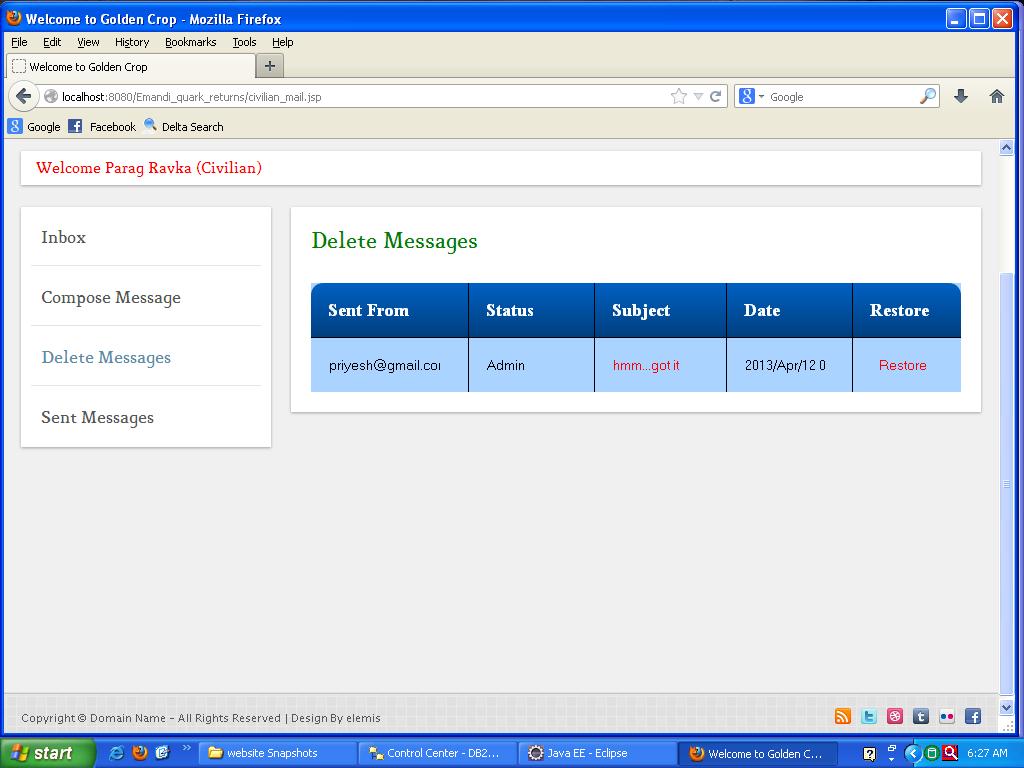 Welcome to Golden Crop - Mozilla Firefox
File Edit View History Bookmarks Tools Help
Welcome to Golden Crop
localhost:8080/Emandi_quark_returns/civilian_mail.jsp
Google
Google Facebook Delta Search
Welcome Parag Ravka (Civilian)
Inbox
Compose Message
Delete Messages
Sent Messages
Delete Messages
Sent From Status Subject Date Restore
priyesh@gmail.co Admin hmm...got it 2013/Apr/12 0 Restore
Copyright © Domain Name - All Rights Reserved | Design By elemis
start website Snapshots Control Center - DB2... Java EE - Eclipse Welcome to Golden C... 6:27 AM